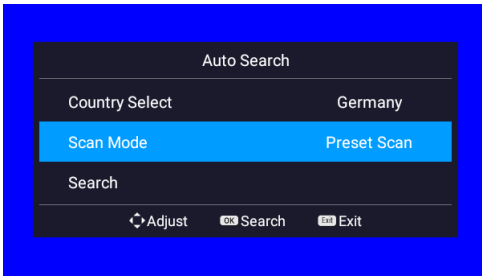 Auto Search
Country Select Germany
Scan Mode Preset Scan
Search
Adjust OK Search Exit Exit